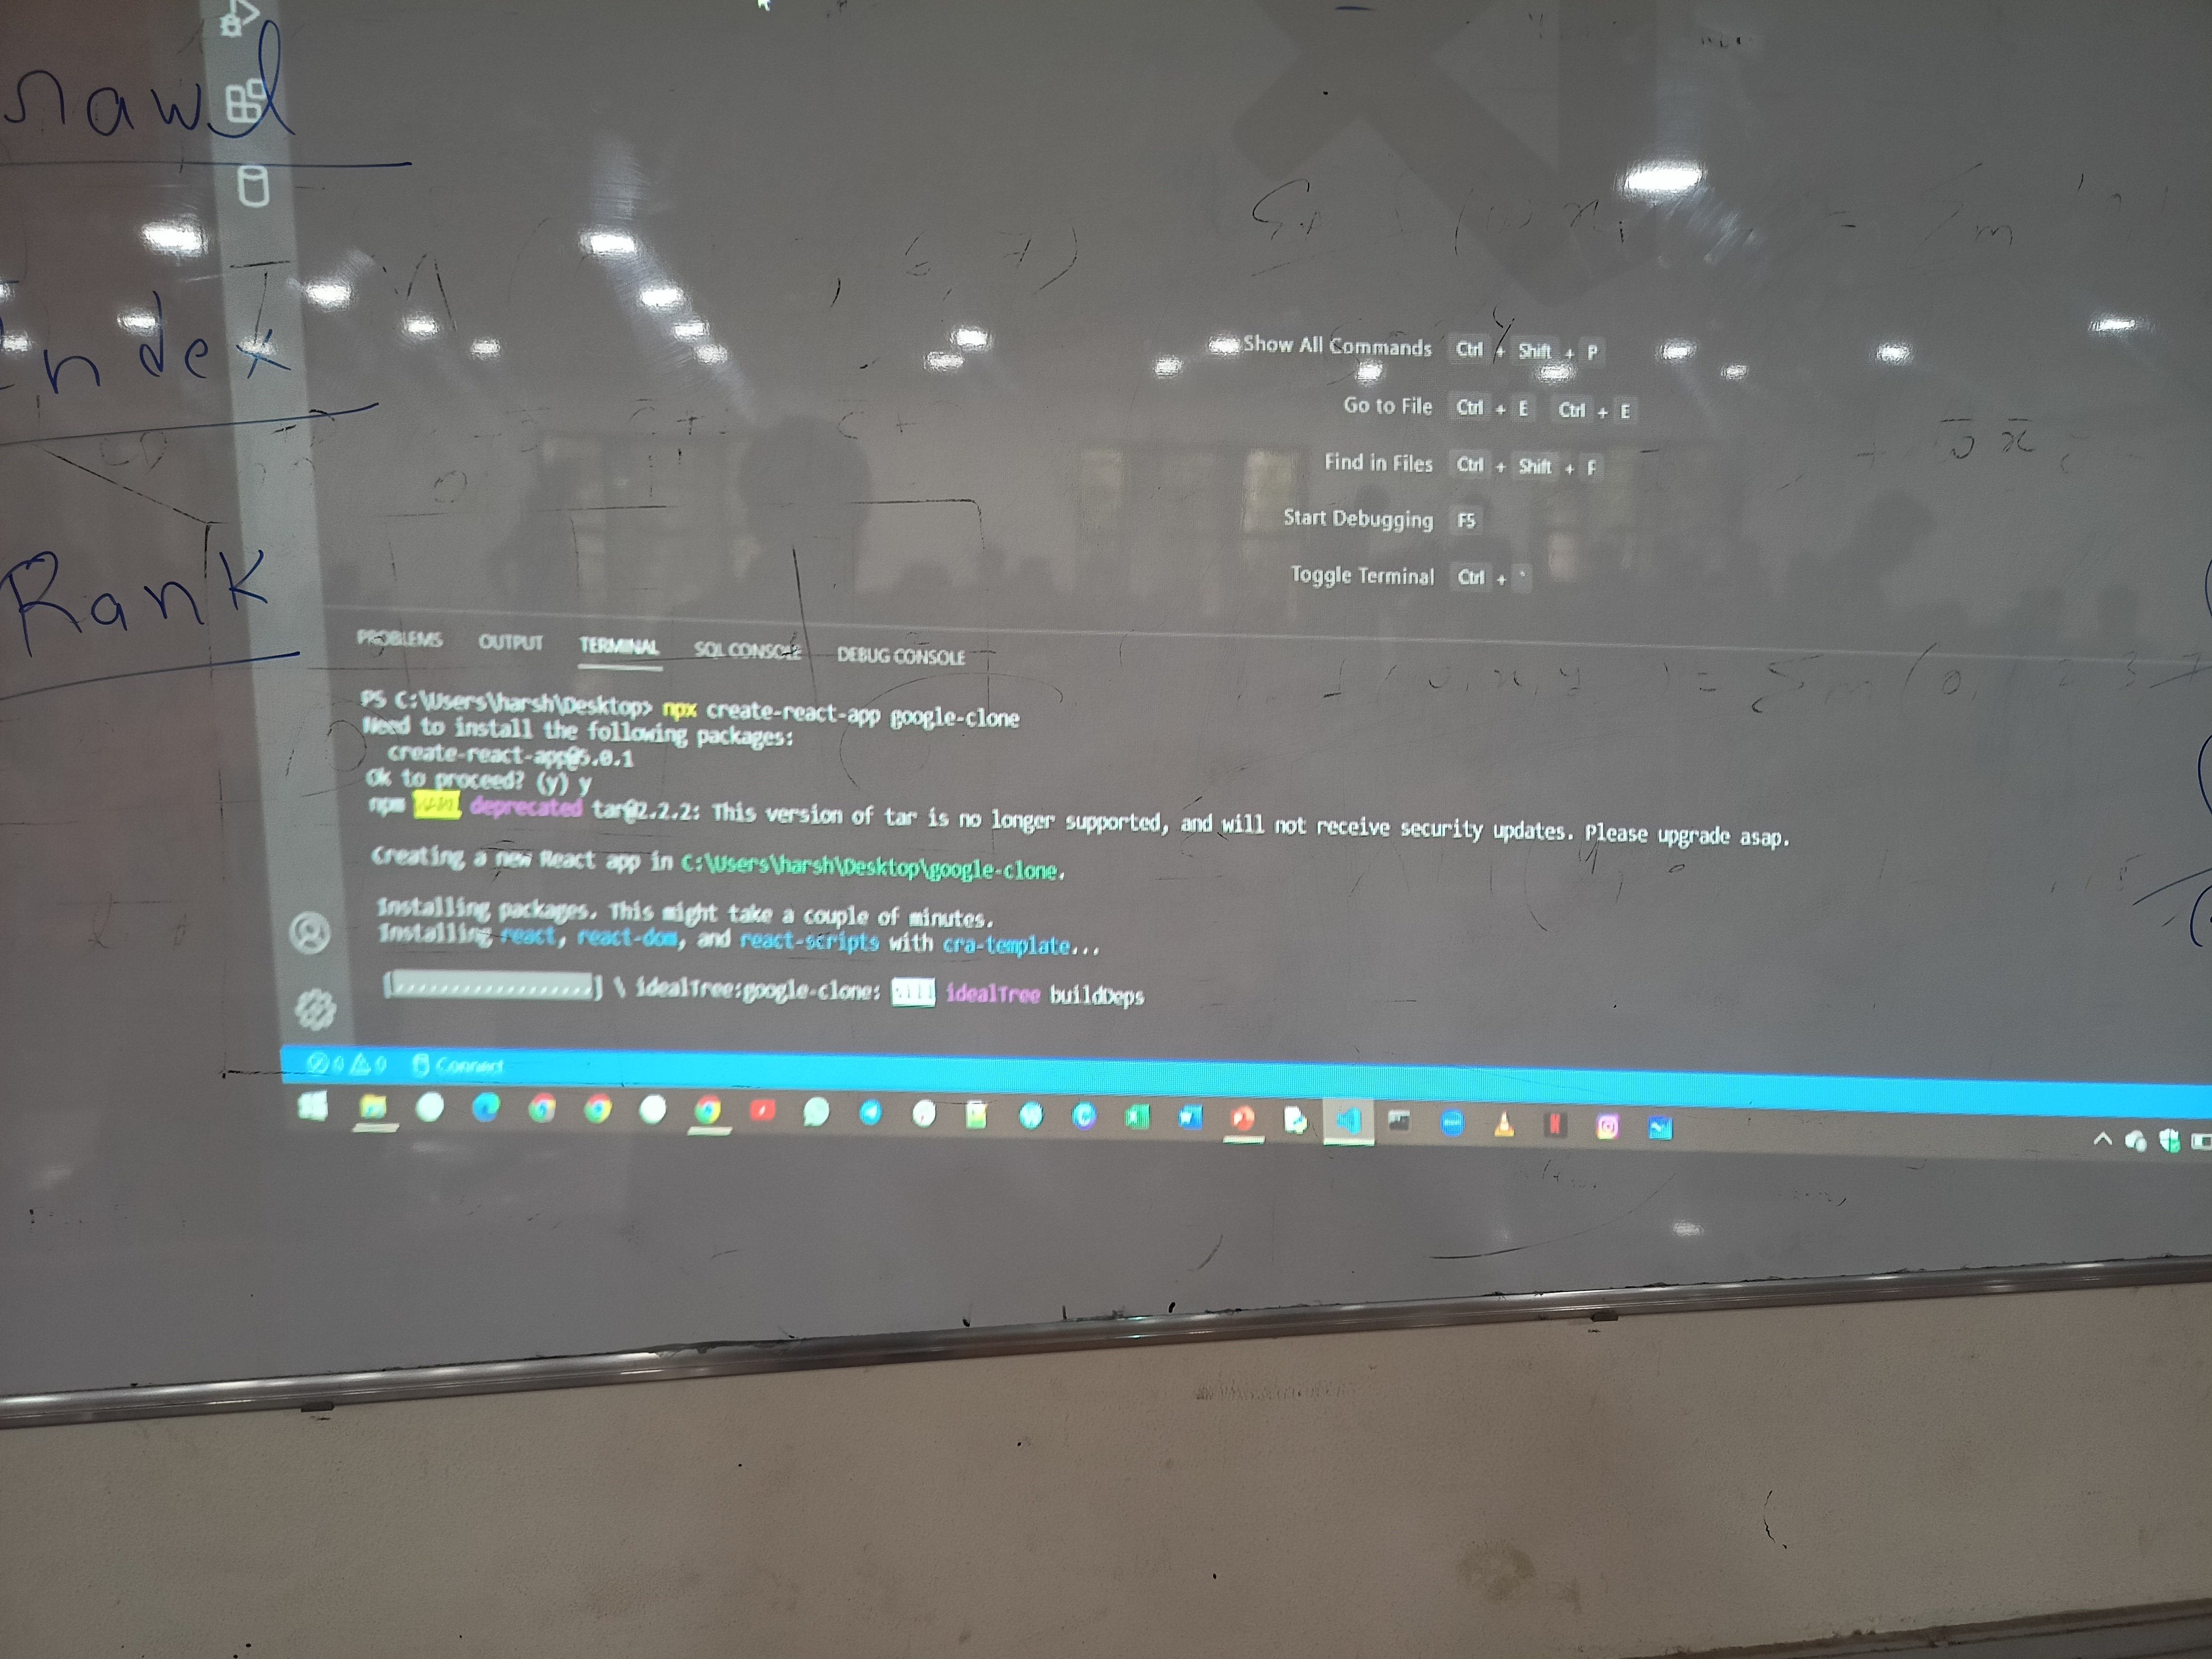 rawl
Index
Rank
Show All Commands Ctrl + Shift + P
Go to File Ctrl + E Ctrl + E
Find in Files Ctrl + Shift + F
Start Debugging F5
Toggle Terminal Ctrl + `
PROBLEMS OUTPUT TERMINAL SQL CONSOLE DEBUG CONSOLE
PS C:\Users\harsh\Desktop> npx create-react-app google-clone
Need to install the following packages:
create-react-app@5.0.1
Ok to proceed? (y) y
npm deprecated tar@2.2.2: This version of tar is no longer supported, and will not receive security updates. Please upgrade asap.
Creating a new React app in C:\Users\harsh\Desktop\google-clone.
Installing packages. This might take a couple of minutes.
Installing react, react-dom, and react-scripts with cra-template...
[..................] \ idealTree:google-clone: idealTree buildDeps
0 0 Connect